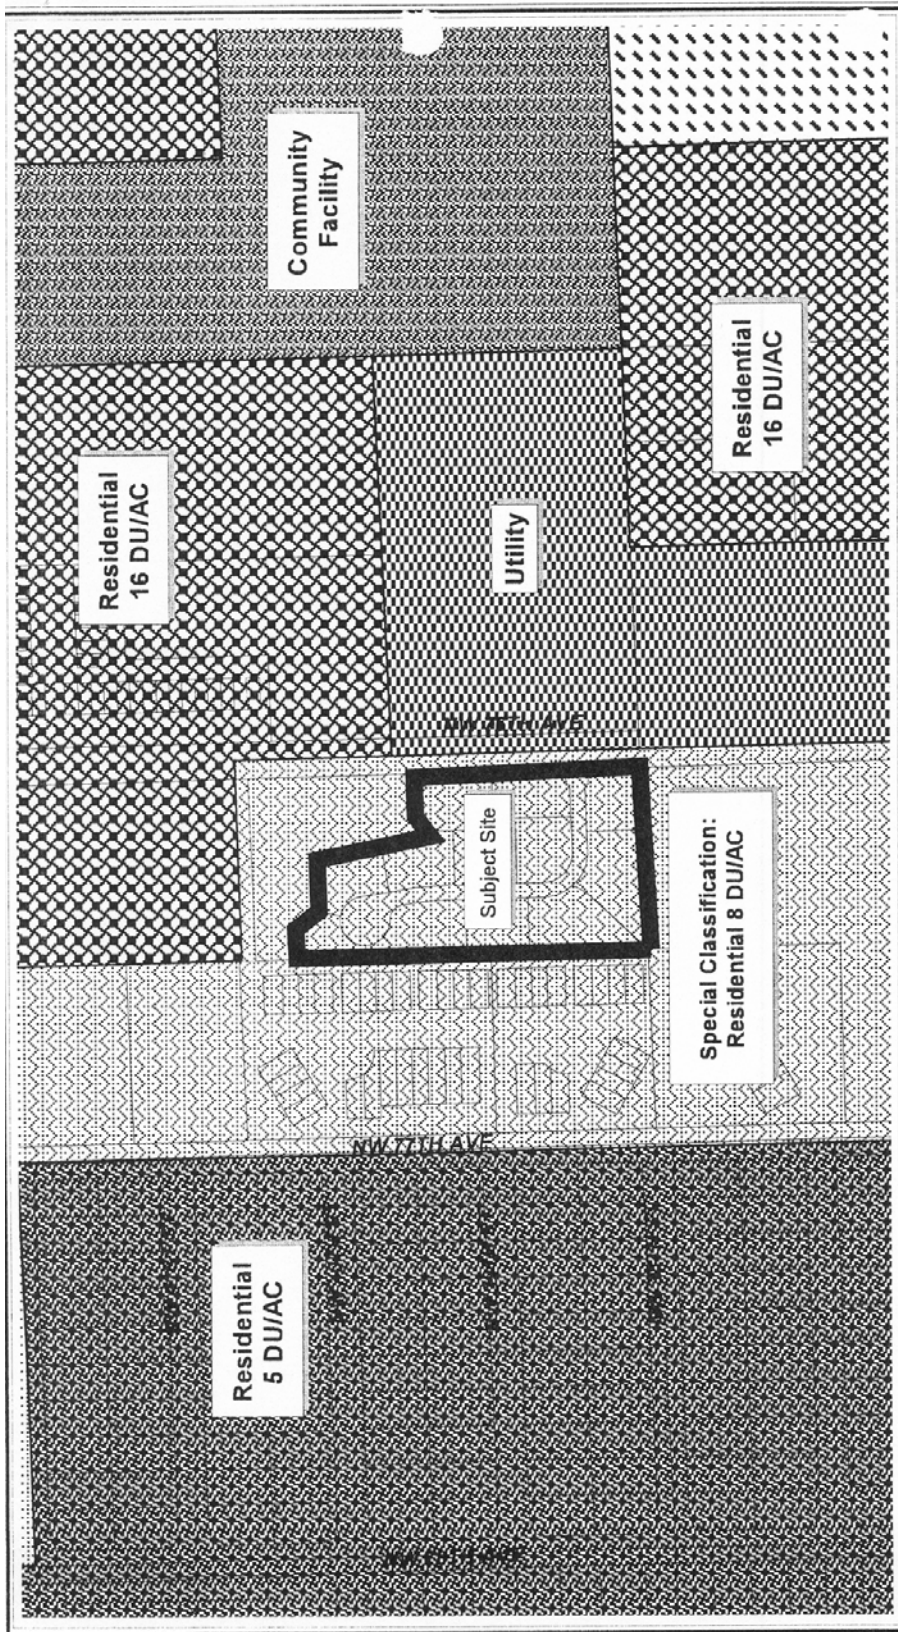 Residential
16 DU/AC
Residential
5 DU/AC
Community
Facility
NW 77TH AVE
Subject Site
Utility
Special Classification:
Residential 8 DU/AC
Residential
16 DU/AC